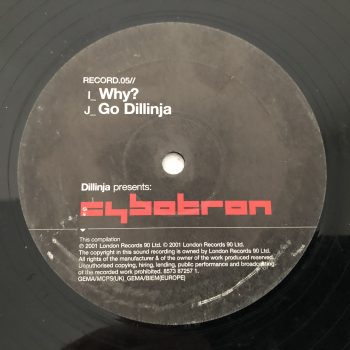 RECORD.05//
I_ Why?
J_ Go Dillinja
Dillinja presents:
cybotron
This compilation
℗ 2001 London Records 90 Ltd. © 2001 London Records 90 Ltd.
The copyright in this sound recording is owned by London Records 90 Ltd.
All rights of the manufacturer & of the owner of the work produced reserved.
Unauthorised copying, hiring, lending, public performance and broadcasting
of the recorded work prohibited. 8573 87257 1
GEMA/MCPS(UK)_GEMA/BIEM(EUROPE)